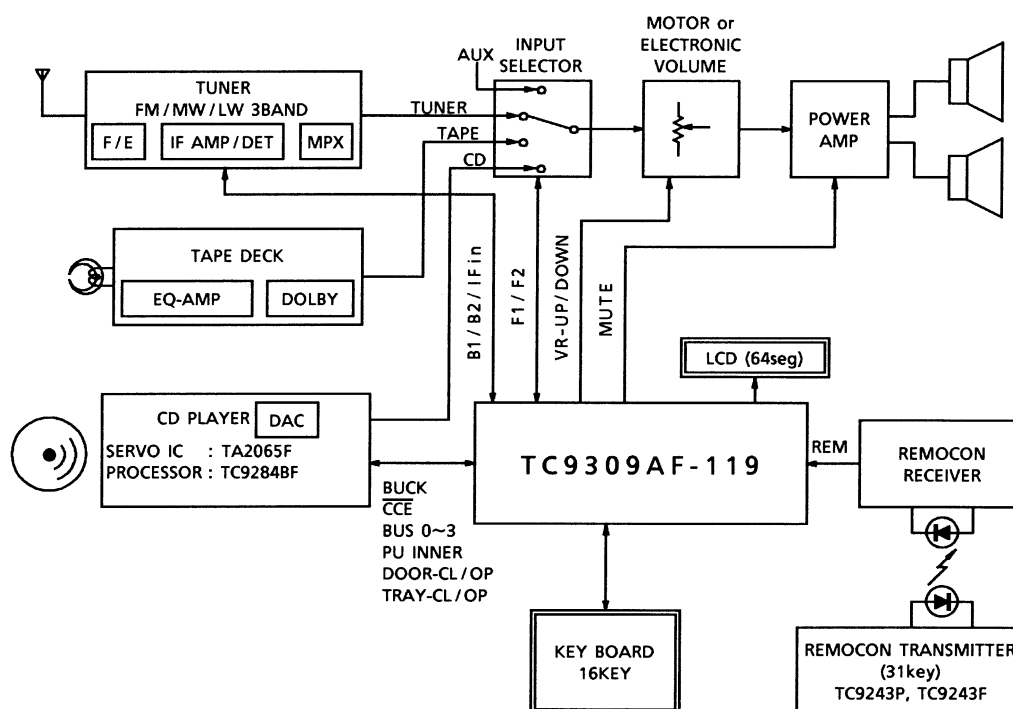 MOTOR or
ELECTRONIC
VOLUME
INPUT
SELECTOR
AUX
TUNER
FM/MW/LW 3BAND
F/E
IF AMP/DET
MPX
TUNER
TAPE
CD
POWER
AMP
TAPE DECK
EQ-AMP
DOLBY
B1/B2/IFin
F1/F2
VR-UP/DOWN
MUTE
LCD (64seg)
CD PLAYER
DAC
SERVO IC : TA2065F
PROCESSOR : TC9284BF
TC9309AF-119
REM
REMOCON
RECEIVER
BUCK
CCE
BUS 0~3
PU INNER
DOOR-CL/OP
TRAY-CL/OP
KEY BOARD
16KEY
REMOCON TRANSMITTER
(31key)
TC9243P, TC9243F